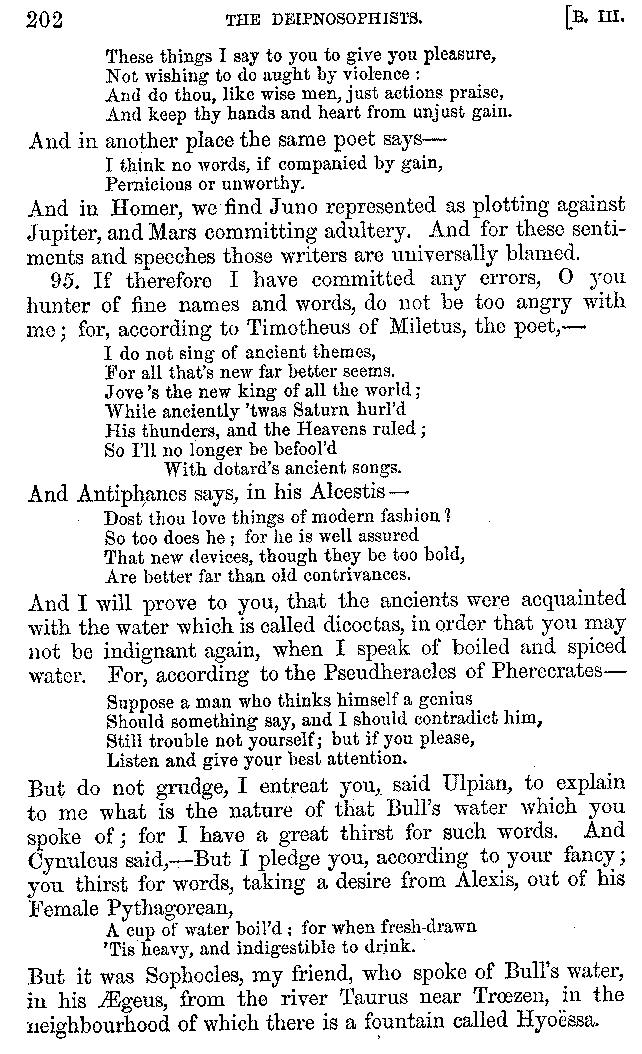 202 THE DEIPNOSOPHISTS. [B. III.
These things I say to you to give you pleasure,
Not wishing to do aught by violence :
And do thou, like wise men, just actions praise,
And keep thy hands and heart from unjust gain.
And in another place the same poet says—
I think no words, if companied by gain,
Pernicious or unworthy.
And in Homer, we find Juno represented as plotting against
Jupiter, and Mars committing adultery. And for these senti-
ments and speeches those writers are universally blamed.
95. If therefore I have committed any errors, O you
hunter of fine names and words, do not be too angry with
me; for, according to Timotheus of Miletus, the poet,—
I do not sing of ancient themes,
For all that's new far better seems.
Jove's the new king of all the world;
While anciently 'twas Saturn hurl'd
His thunders, and the Heavens ruled;
So I'll no longer be befool'd
With dotard's ancient songs.
And Antiphanes says, in his Alcestis—
Dost thou love things of modern fashion?
So too does he; for he is well assured
That new devices, though they be too bold,
Are better far than old contrivances.
And I will prove to you, that the ancients were acquainted
with the water which is called dicoctas, in order that you may
not be indignant again, when I speak of boiled and spiced
water. For, according to the Pseudheracles of Pherecrates—
Suppose a man who thinks himself a genius
Should something say, and I should contradict him,
Still trouble not yourself; but if you please,
Listen and give your best attention.
But do not grudge, I entreat you, said Ulpian, to explain
to me what is the nature of that Bull's water which you
spoke of; for I have a great thirst for such words. And
Cynulcus said,—But I pledge you, according to your fancy;
you thirst for words, taking a desire from Alexis, out of his
Female Pythagorean,
A cup of water boil'd; for when fresh-drawn
'Tis heavy, and indigestible to drink.
But it was Sophocles, my friend, who spoke of Bull's water,
in his Ægeus, from the river Taurus near Trœzen, in the
neighbourhood of which there is a fountain called Hyoëssa.